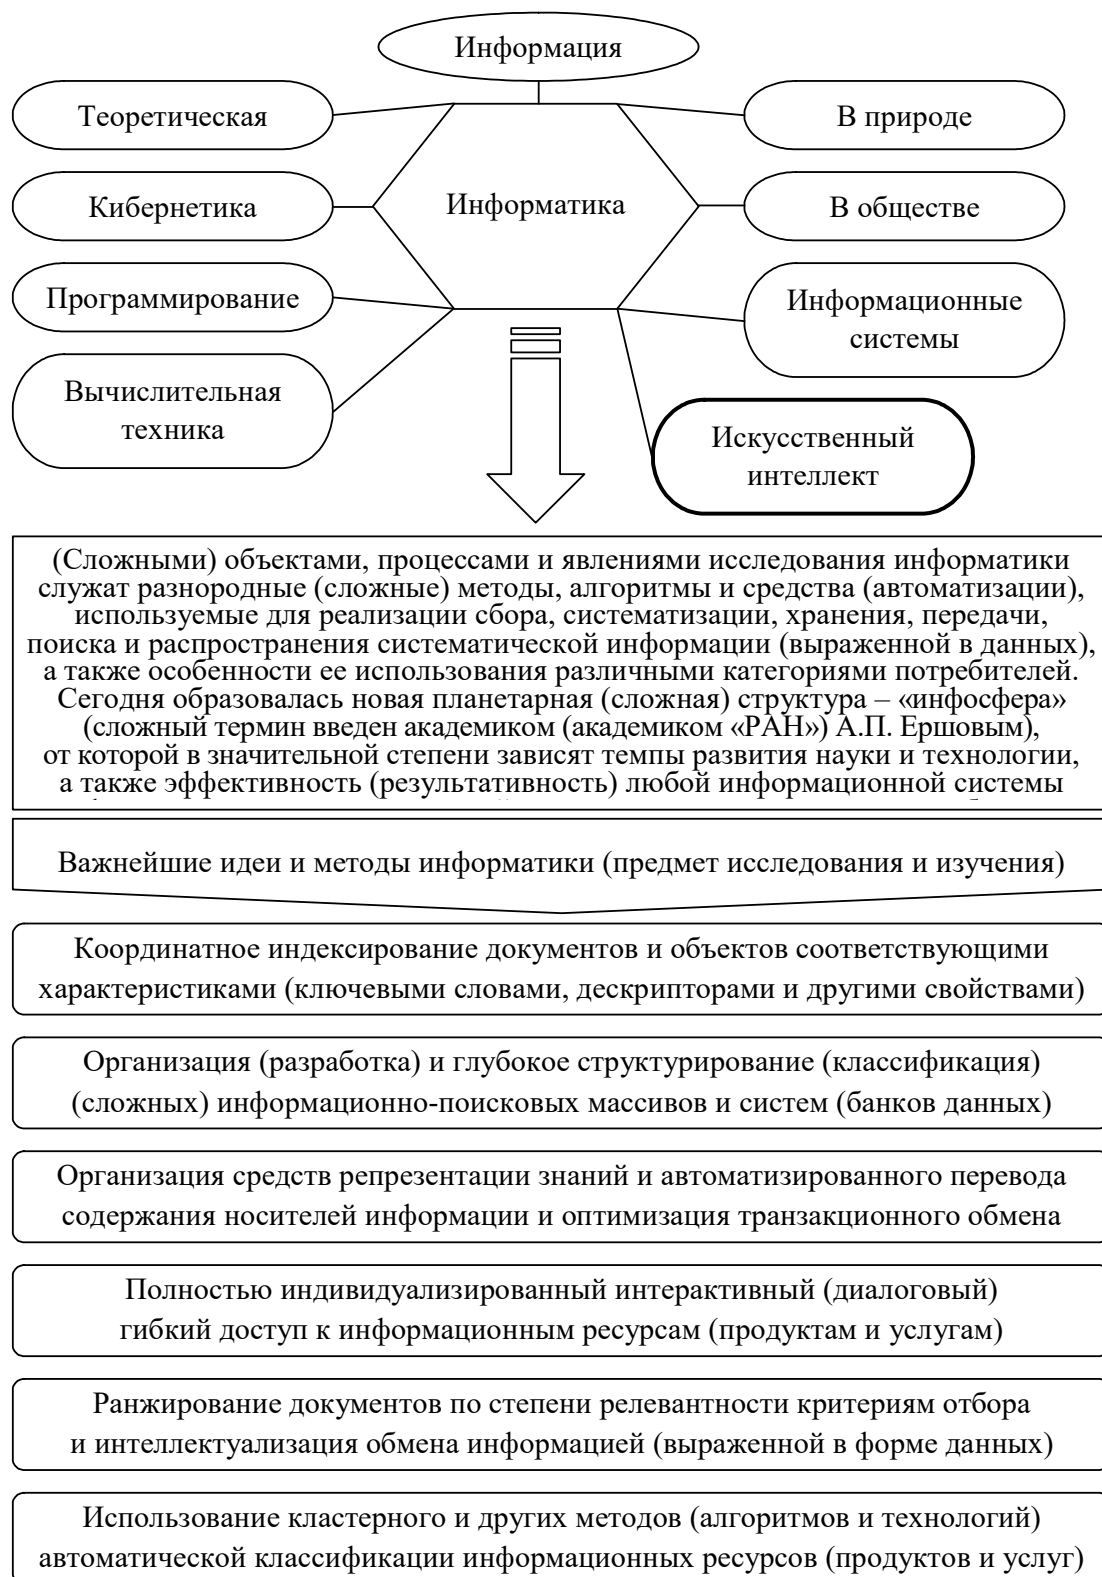 Информация
Теоретическая
В природе
Кибернетика
Информатика
В обществе
Программирование
Информационные
системы
Вычислительная
техника
Искусственный
интеллект
(Сложными) объектами, процессами и явлениями исследования информатики
служат разнородные (сложные) методы, алгоритмы и средства (автоматизации),
используемые для реализации сбора, систематизации, хранения, передачи,
поиска и распространения систематической информации (выраженной в данных),
а также особенности ее использования различными категориями потребителей.
Сегодня образовалась новая планетарная (сложная) структура – «инфосфера»
(сложный термин введен академиком (академиком «РАН») А.П. Ершовым),
от которой в значительной степени зависят темпы развития науки и технологии,
а также эффективность (результативность) любой информационной системы
Важнейшие идеи и методы информатики (предмет исследования и изучения)
Координатное индексирование документов и объектов соответствующими
характеристиками (ключевыми словами, дескрипторами и другими свойствами)
Организация (разработка) и глубокое структурирование (классификация)
(сложных) информационно-поисковых массивов и систем (банков данных)
Организация средств репрезентации знаний и автоматизированного перевода
содержания носителей информации и оптимизация транзакционного обмена
Полностью индивидуализированный интерактивный (диалоговый)
гибкий доступ к информационным ресурсам (продуктам и услугам)
Ранжирование документов по степени релевантности критериям отбора
и интеллектуализация обмена информацией (выраженной в форме данных)
Использование кластерного и других методов (алгоритмов и технологий)
автоматической классификации информационных ресурсов (продуктов и услуг)